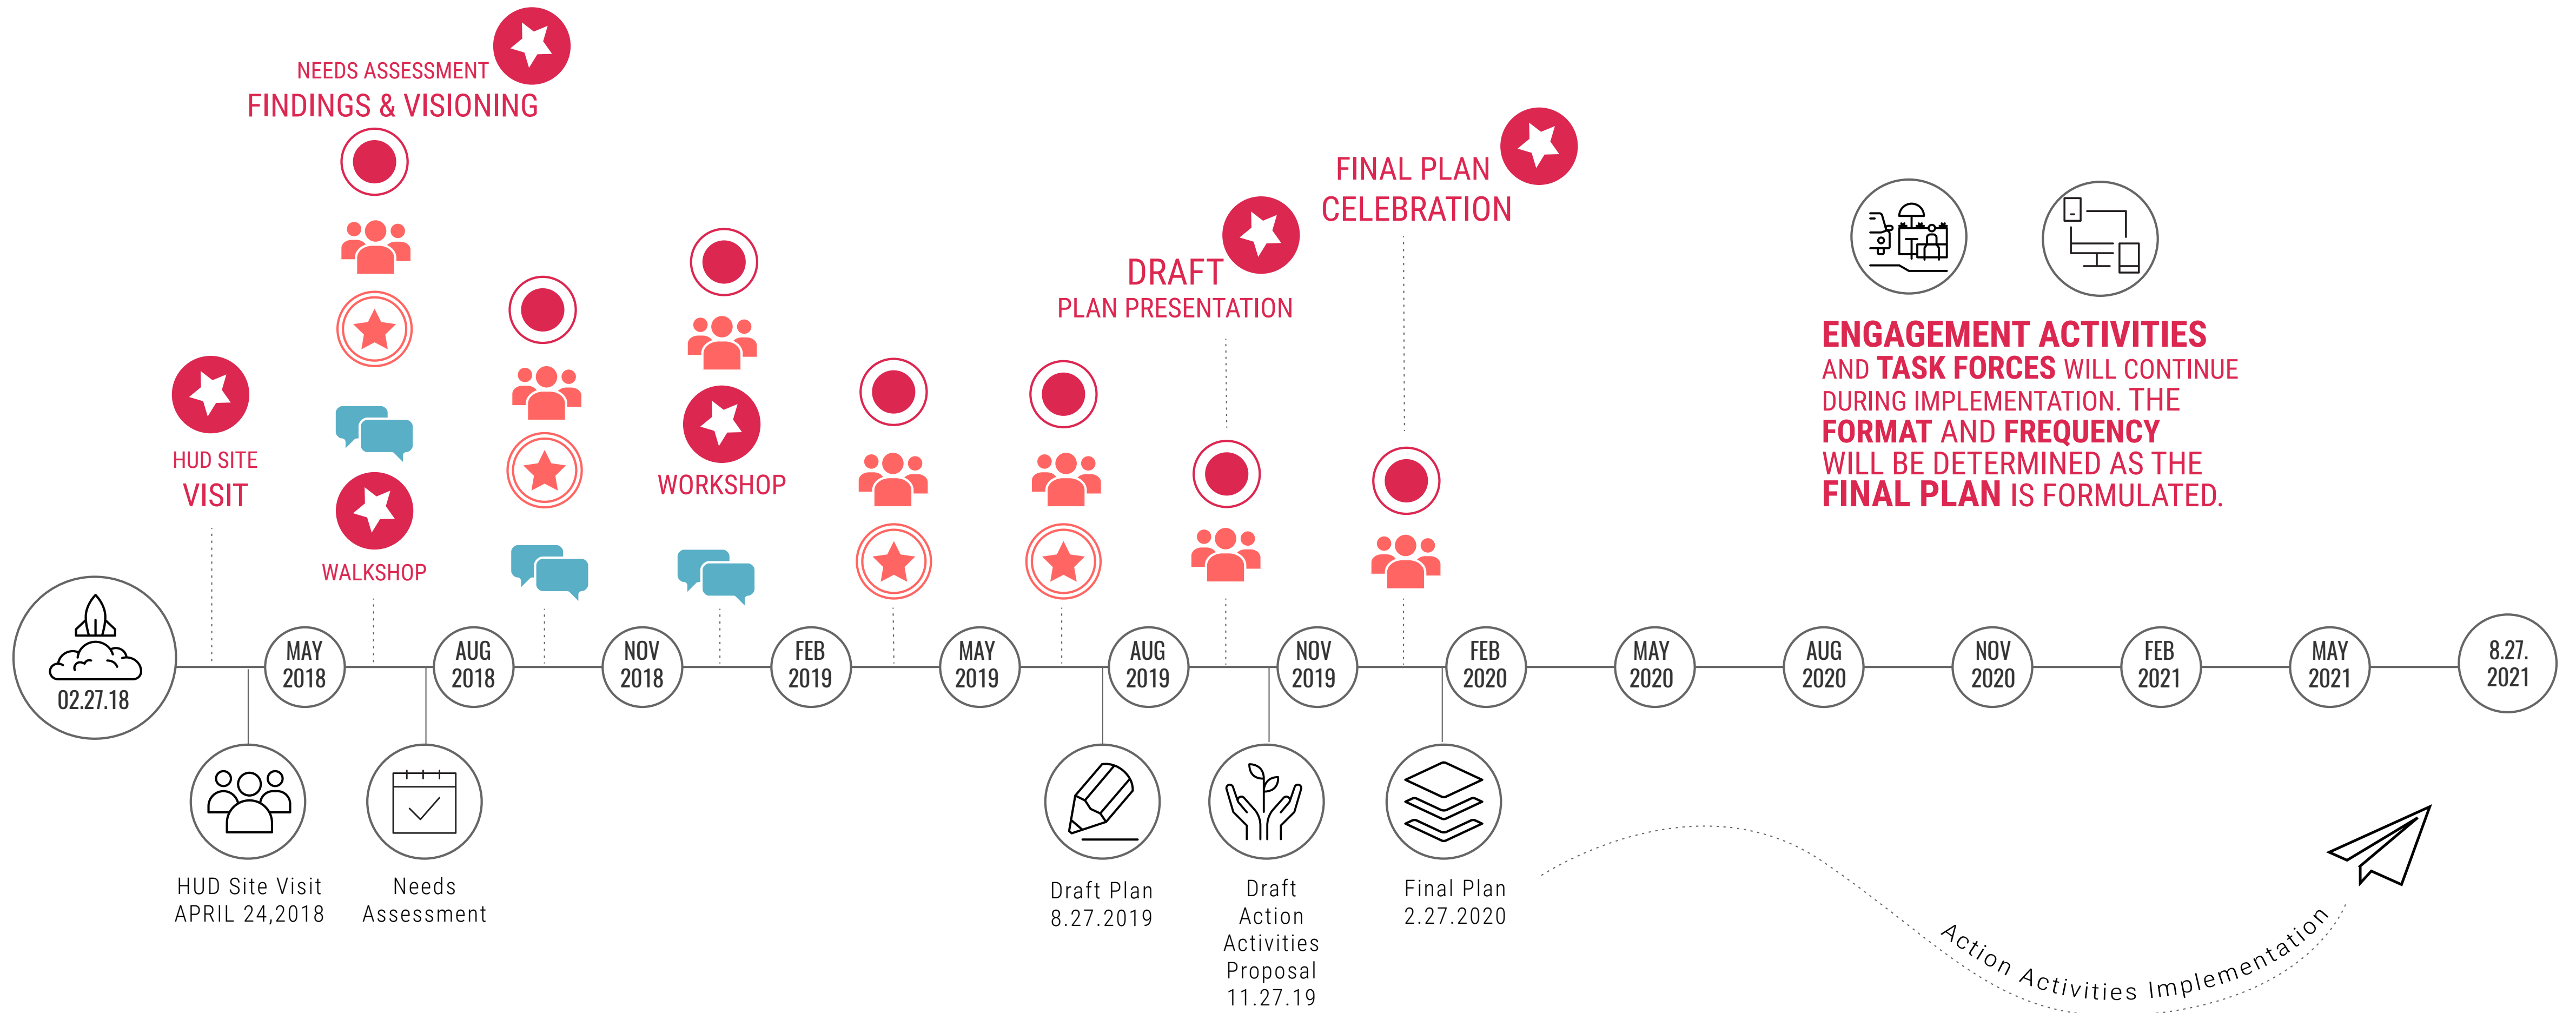 NEEDS ASSESSMENT
FINDINGS & VISIONING
HUD SITE
VISIT
WALKSHOP
WORKSHOP
DRAFT
PLAN PRESENTATION
FINAL PLAN
CELEBRATION
ENGAGEMENT ACTIVITIES
AND TASK FORCES WILL CONTINUE
DURING IMPLEMENTATION. THE
FORMAT AND FREQUENCY
WILL BE DETERMINED AS THE
FINAL PLAN IS FORMULATED.
02.27.18
MAY
2018
AUG
2018
NOV
2018
FEB
2019
MAY
2019
AUG
2019
NOV
2019
FEB
2020
MAY
2020
AUG
2020
NOV
2020
FEB
2021
MAY
2021
8.27.
2021
HUD Site Visit
APRIL 24,2018
Needs
Assessment
Draft Plan
8.27.2019
Draft
Action
Activities
Proposal
11.27.19
Final Plan
2.27.2020
Action Activities Implementation